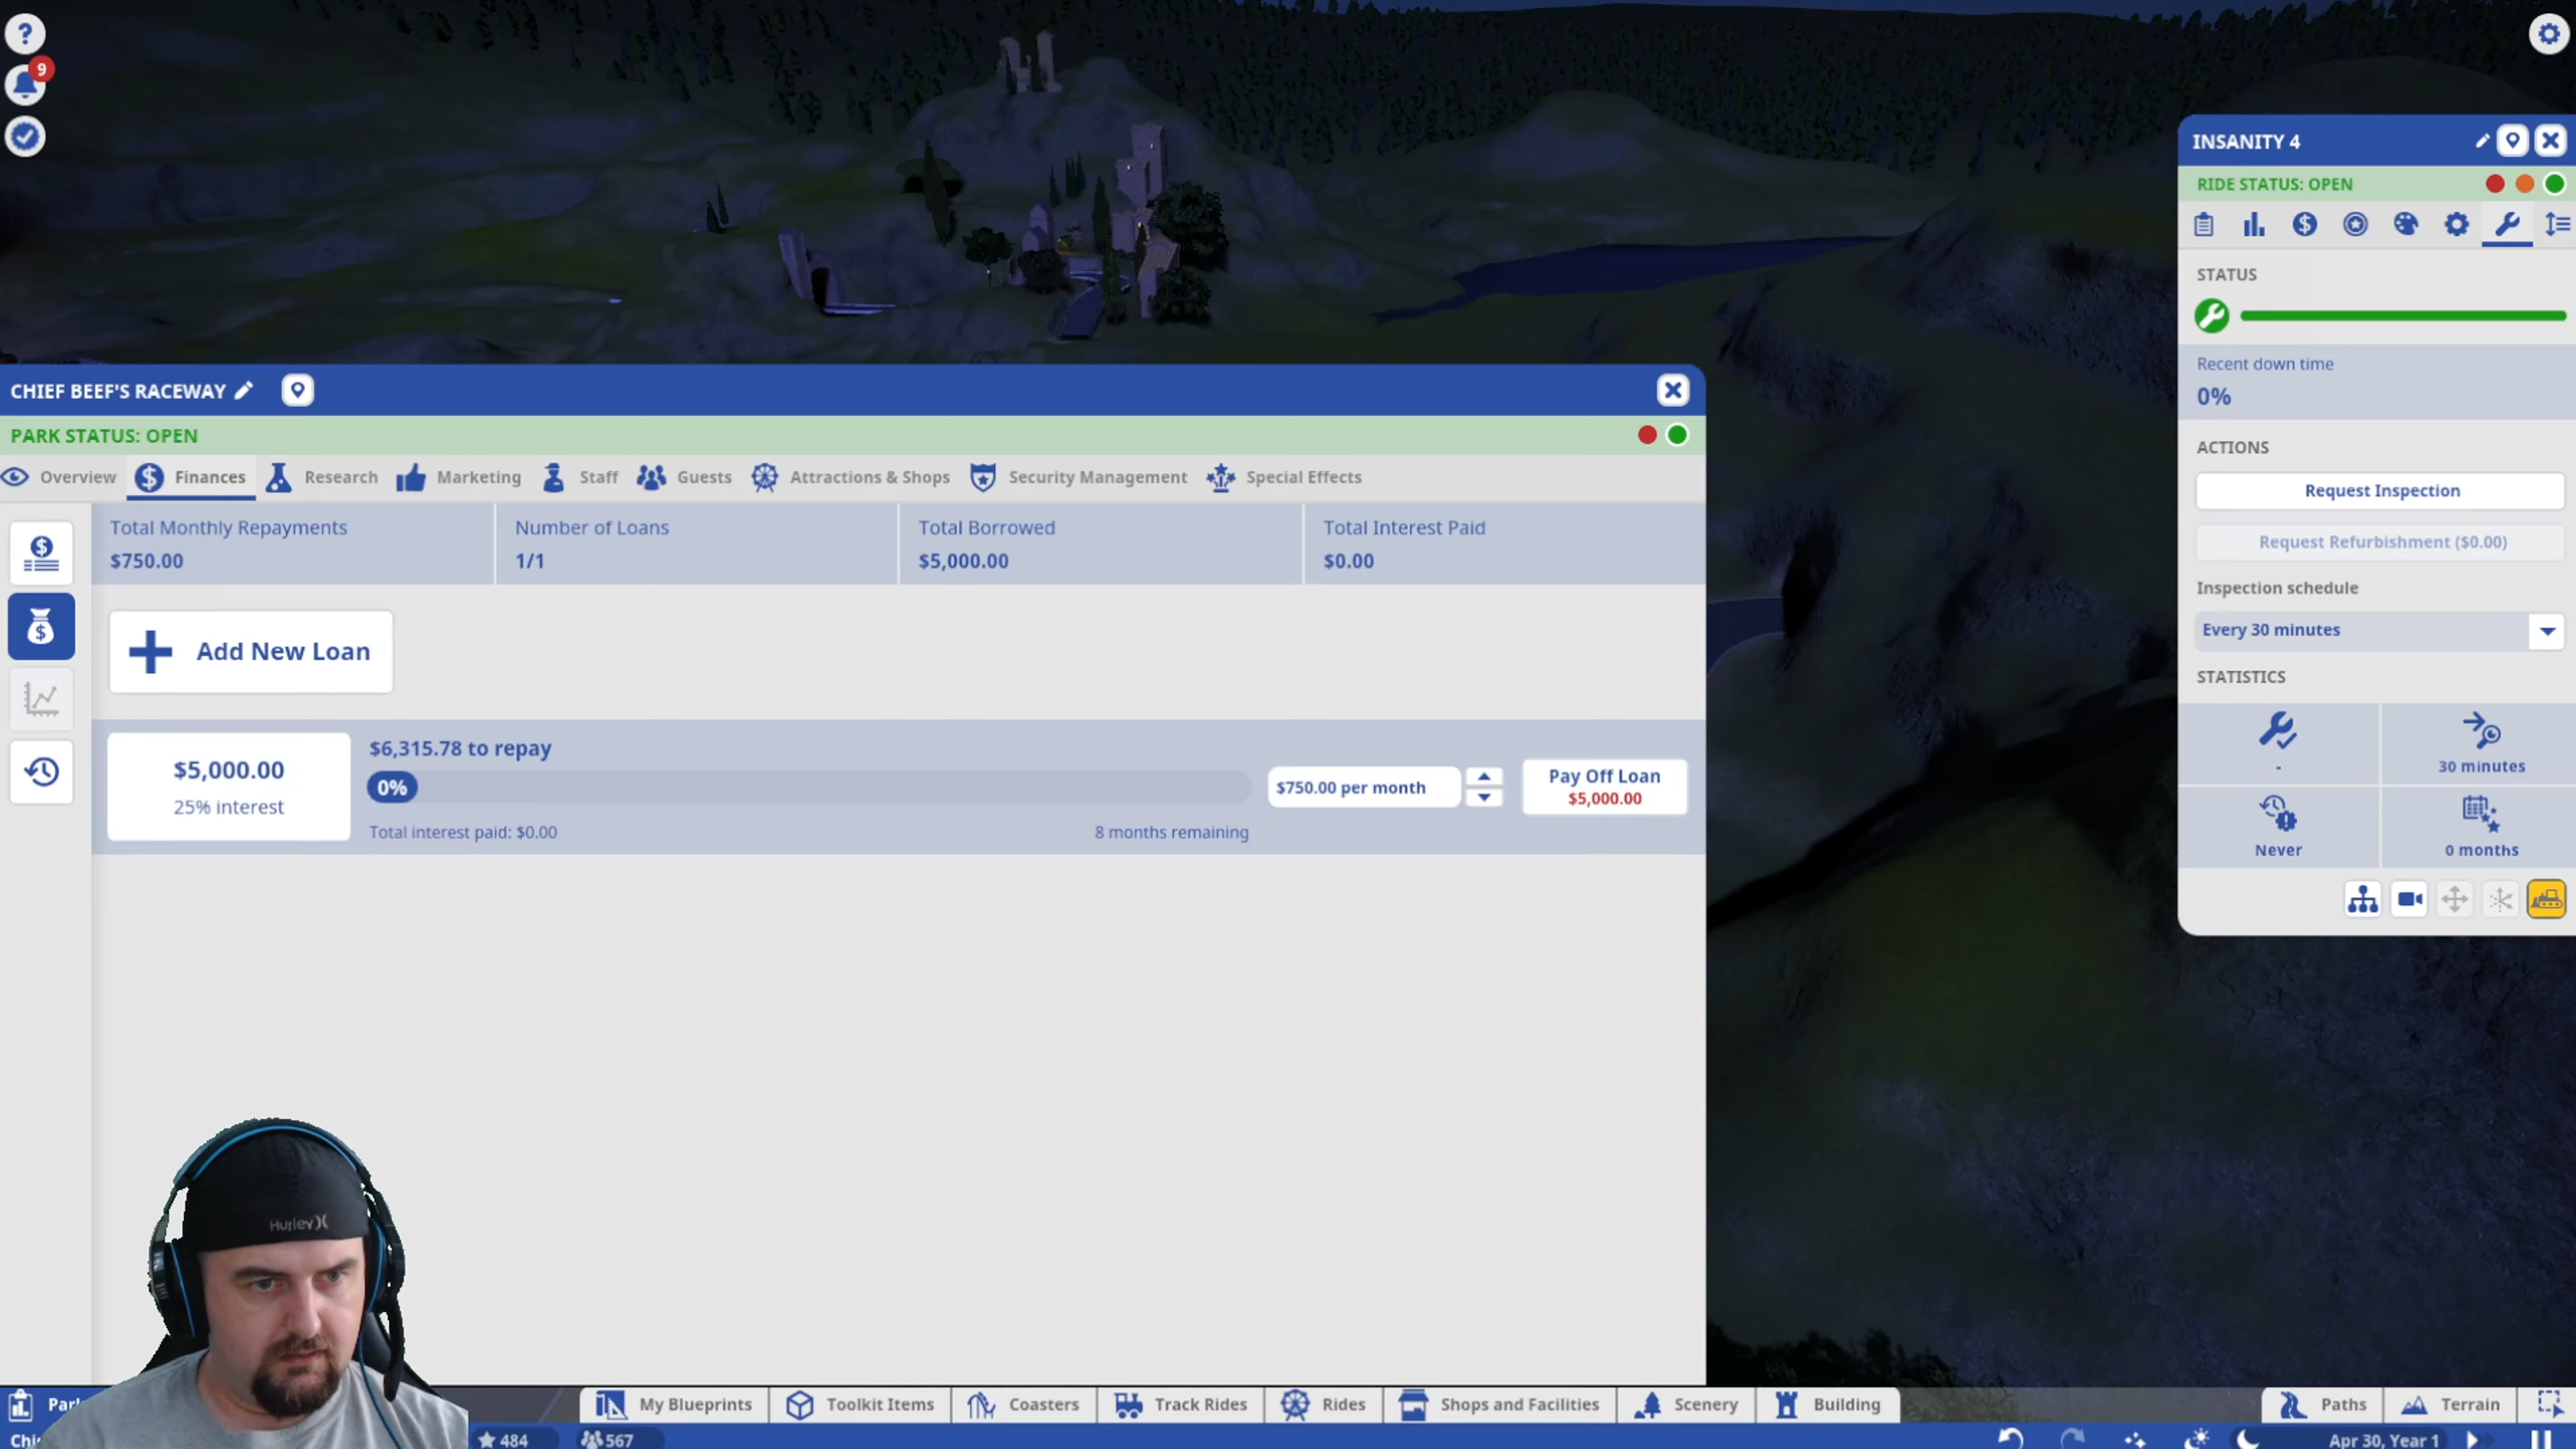 ?
9
INSANITY 4
RIDE STATUS: OPEN
STATUS
Recent down time
0%
ACTIONS
Request Inspection
Request Refurbishment ($0.00)
Inspection schedule
Every 30 minutes
STATISTICS
-
30 minutes
Never
0 months
CHIEF BEEF'S RACEWAY
PARK STATUS: OPEN
Overview Finances Research Marketing Staff Guests Attractions & Shops Security Management Special Effects
Total Monthly Repayments
$750.00
Number of Loans
1/1
Total Borrowed
$5,000.00
Total Interest Paid
$0.00
Add New Loan
$5,000.00
25% interest
$6,315.78 to repay
0%
Total interest paid: $0.00
8 months remaining
$750.00 per month
Pay Off Loan
$5,000.00
Hurley
My Blueprints Toolkit Items Coasters Track Rides Rides Shops and Facilities Scenery Building Paths Terrain
484 567 Apr 30, Year 1